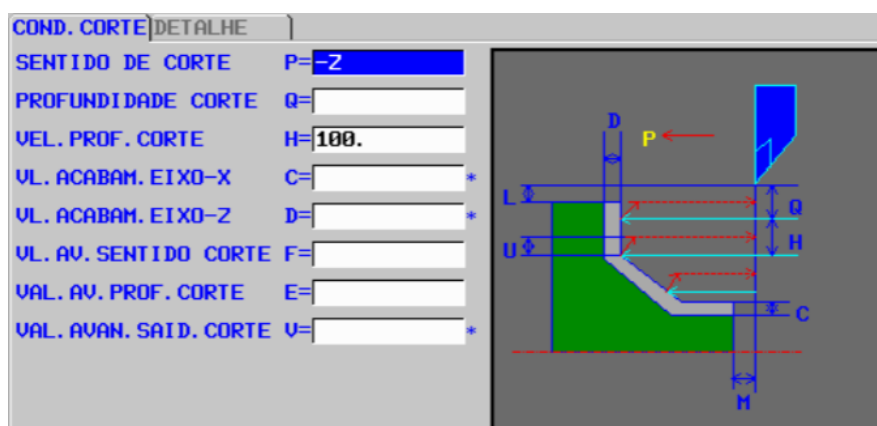 COND.CORTE DETALHE
SENTIDO DE CORTE P=-Z
PROFUNDIDADE CORTE Q=
VEL.PROF.CORTE H=100.
VL.ACABAM.EIXO-X C= *
VL.ACABAM.EIXO-Z D= *
VL.AV.SENTIDO CORTE F=
VAL.AV.PROF.CORTE E=
VAL.AVAN.SAID.CORTE V= *
D
P
L
Q
U
H
C
M